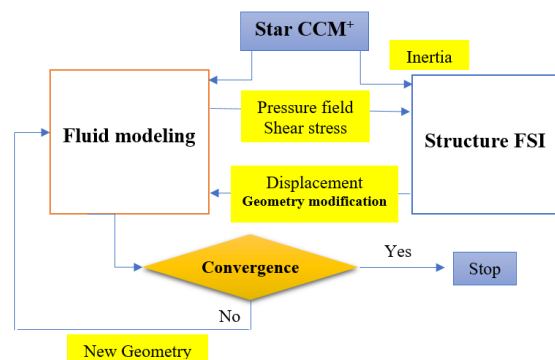 Star CCM⁺
Inertia
Pressure field
Shear stress
Fluid modeling
Structure FSI
Displacement
Geometry modification
Convergence
Yes
Stop
No
New Geometry